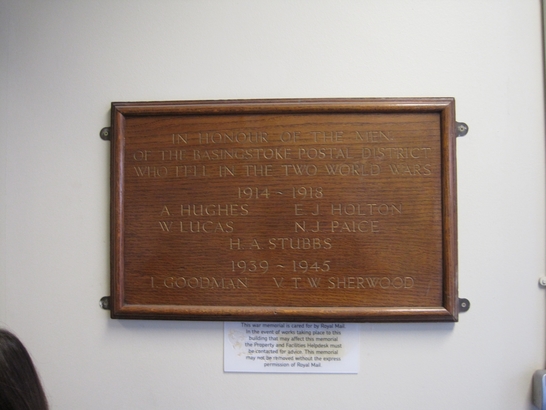 IN HONOUR OF THE MEN
OF THE BASINGSTOKE POSTAL DISTRICT
WHO FELL IN THE TWO WORLD WARS
1914 ~ 1918
A HUGHES E J HOLTON
W LUCAS N J PAICE
H. A STUBBS
1939 ~ 1945
L GOODMAN V. T. W. SHERWOOD
This war memorial is cared for by Royal Mail.
In the event of works taking place to this
building that may affect this memorial
the Property and Facilities Helpdesk must
be contacted for advice. This memorial
may not be removed without the express
permission of Royal Mail.